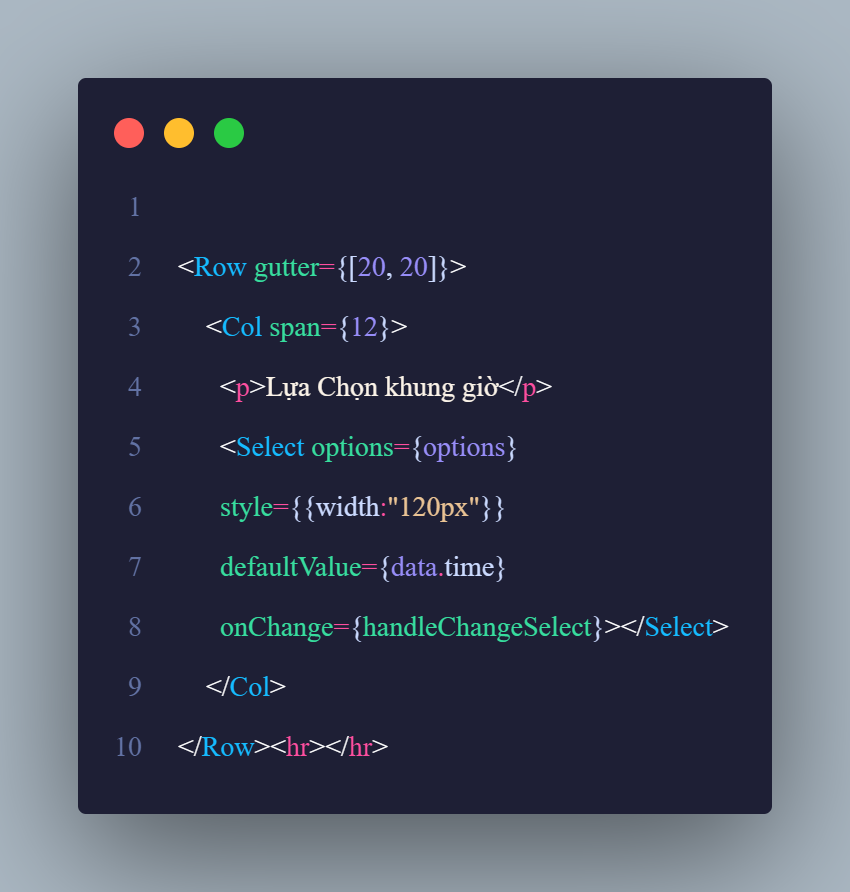 1
2 <Row gutter={[20, 20]}>
3 <Col span={12}>
4 <p>Lựa Chọn khung giờ</p>
5 <Select options={options}
6 style={{width:"120px"}}
7 defaultValue={data.time}
8 onChange={handleChangeSelect}></Select>
9 </Col>
10 </Row><hr></hr>